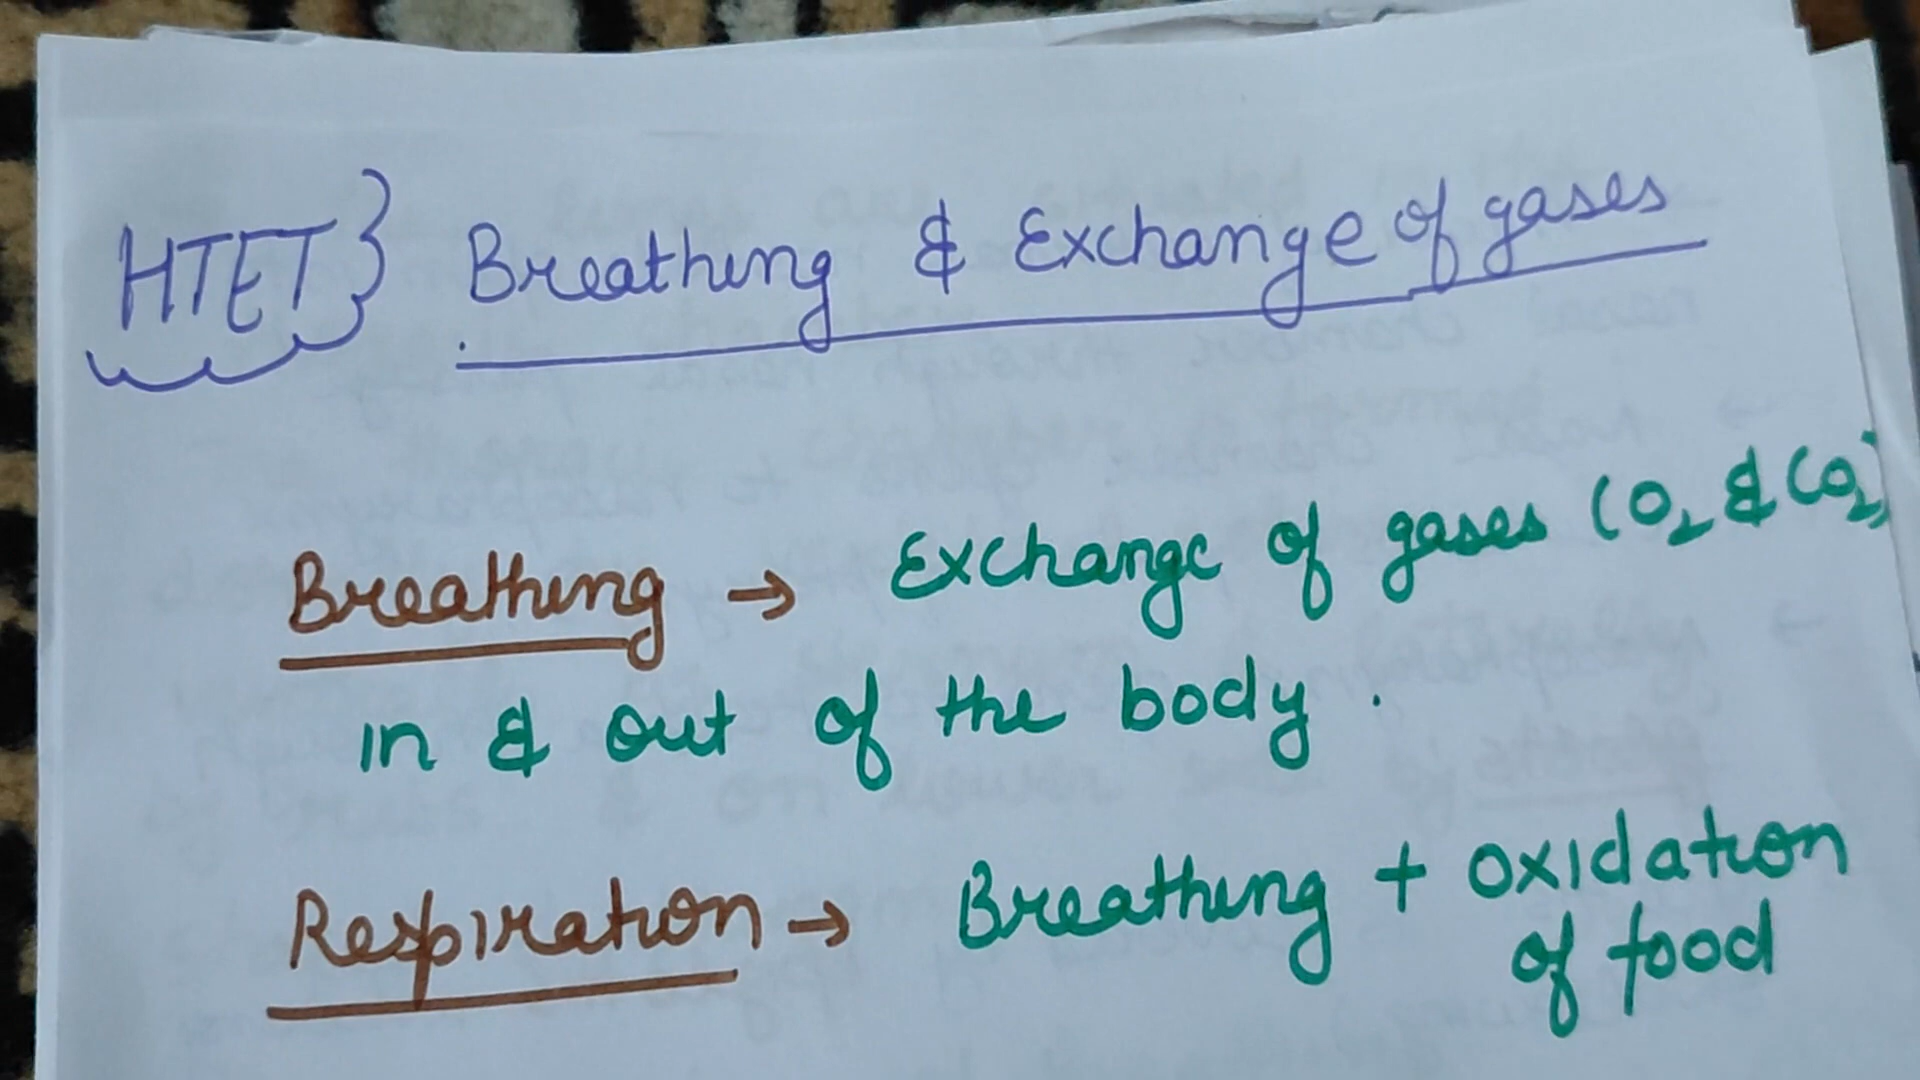 HTET} Breathing & Exchange of gases
Breathing → Exchange of gases (O₂ & CO₂)
in & out of the body .
Respiration → Breathing + oxidation
of food